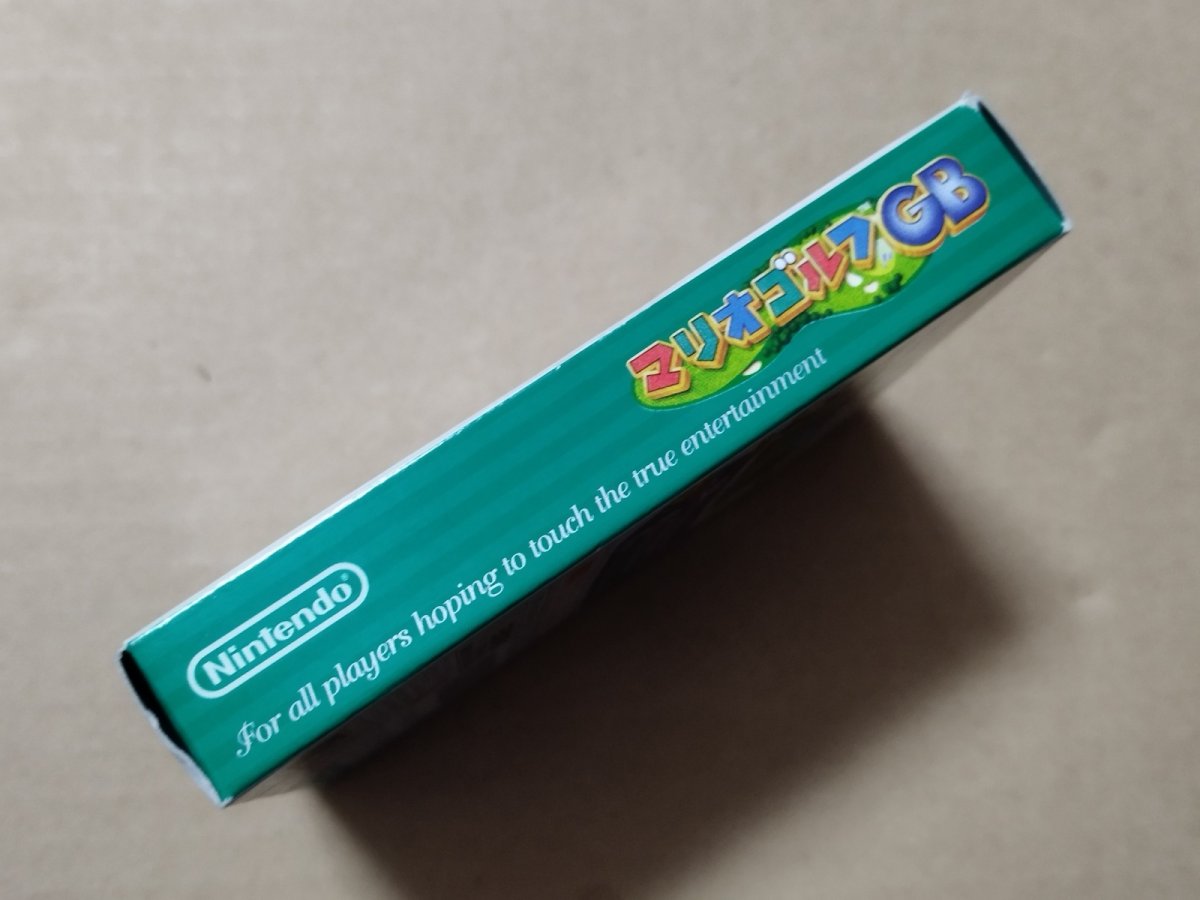 マリオゴルフGB
Nintendo®
For all players hoping to touch the true entertainment